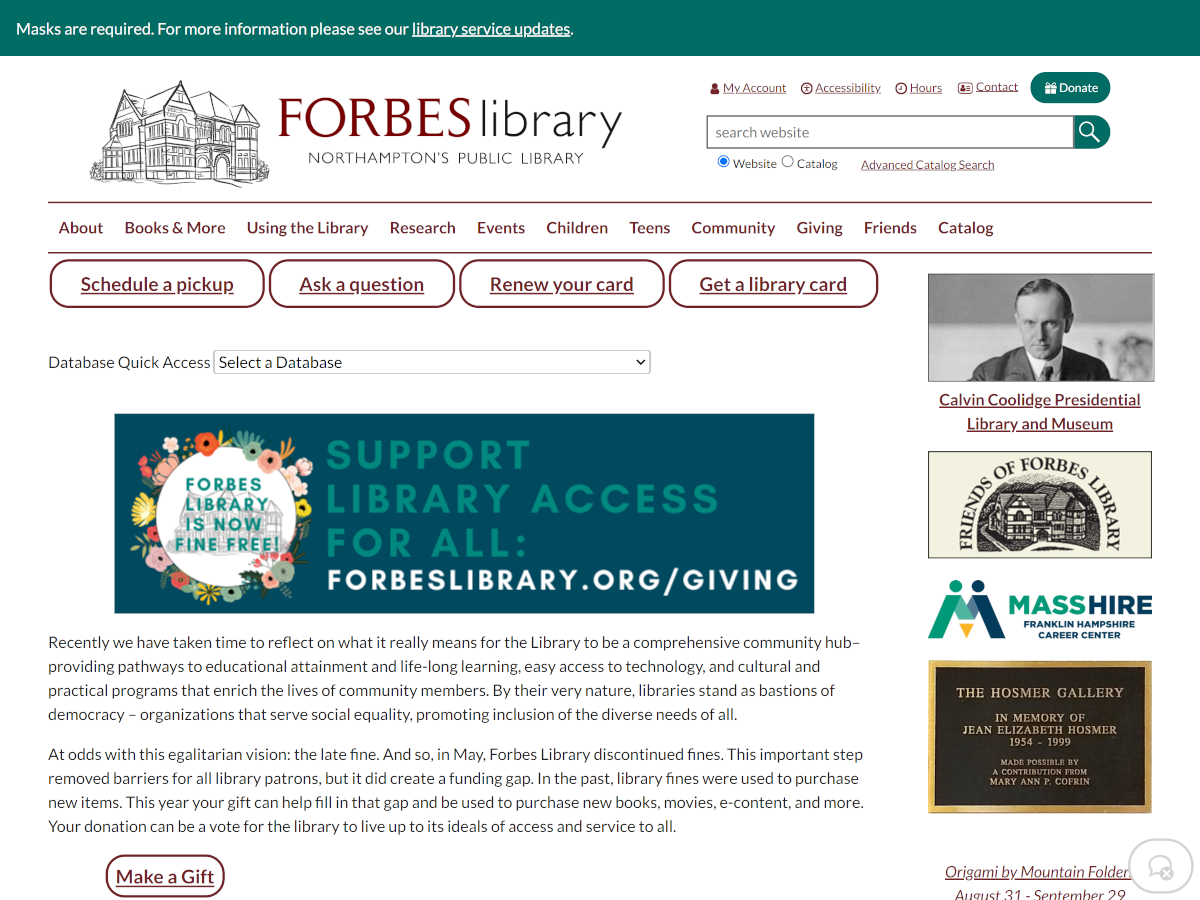 Masks are required. For more information please see our library service updates.
FORBES library
NORTHAMPTON'S PUBLIC LIBRARY
My Account
Accessibility
Hours
Contact
Donate
search website
Website
Catalog
Advanced Catalog Search
About
Books & More
Using the Library
Research
Events
Children
Teens
Community
Giving
Friends
Catalog
Schedule a pickup
Ask a question
Renew your card
Get a library card
Database Quick Access
Select a Database
FORBES
LIBRARY
IS NOW
FINE FREE!
SUPPORT
LIBRARY ACCESS
FOR ALL:
FORBESLIBRARY.ORG/GIVING
Recently we have taken time to reflect on what it really means for the Library to be a comprehensive community hub–
providing pathways to educational attainment and life-long learning, easy access to technology, and cultural and
practical programs that enrich the lives of community members. By their very nature, libraries stand as bastions of
democracy – organizations that serve social equality, promoting inclusion of the diverse needs of all.
At odds with this egalitarian vision: the late fine. And so, in May, Forbes Library discontinued fines. This important step
removed barriers for all library patrons, but it did create a funding gap. In the past, library fines were used to purchase
new items. This year your gift can help fill in that gap and be used to purchase new books, movies, e-content, and more.
Your donation can be a vote for the library to live up to its ideals of access and service to all.
Make a Gift
Calvin Coolidge Presidential
Library and Museum
FRIENDS OF FORBES LIBRARY
MASSHIRE
FRANKLIN HAMPSHIRE
CAREER CENTER
THE HOSMER GALLERY
IN MEMORY OF
JEAN ELIZABETH HOSMER
1954 - 1999
MADE POSSIBLE BY
A CONTRIBUTION FROM
MARY ANN P. COFRIN
Origami by Mountain Folders
August 31 - September 29